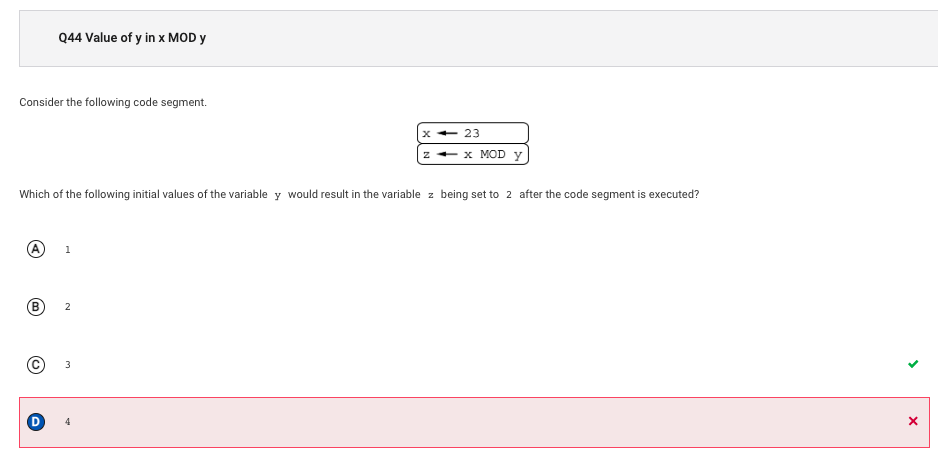 Q44 Value of y in x MOD y
Consider the following code segment.
x ← 23
z ← x MOD y
Which of the following initial values of the variable y would result in the variable z being set to 2 after the code segment is executed?
A 1
B 2
C 3
D 4